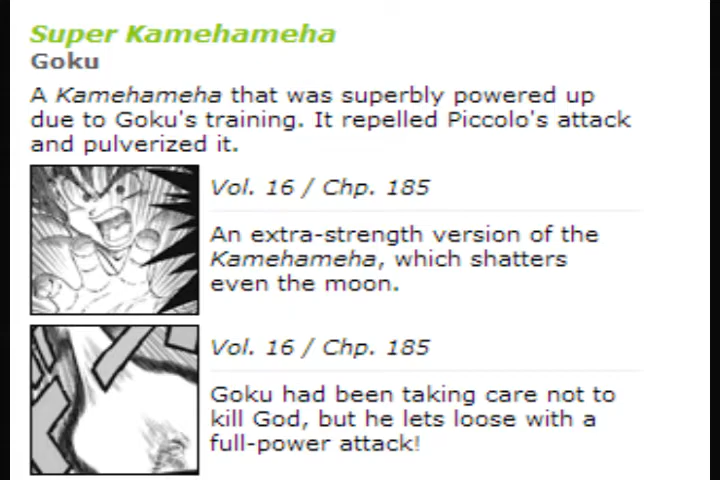 Super Kamehameha
Goku
A Kamehameha that was superbly powered up
due to Goku's training. It repelled Piccolo's attack
and pulverized it.
Vol. 16 / Chp. 185
An extra-strength version of the
Kamehameha, which shatters
even the moon.
Vol. 16 / Chp. 185
Goku had been taking care not to
kill God, but he lets loose with a
full-power attack!